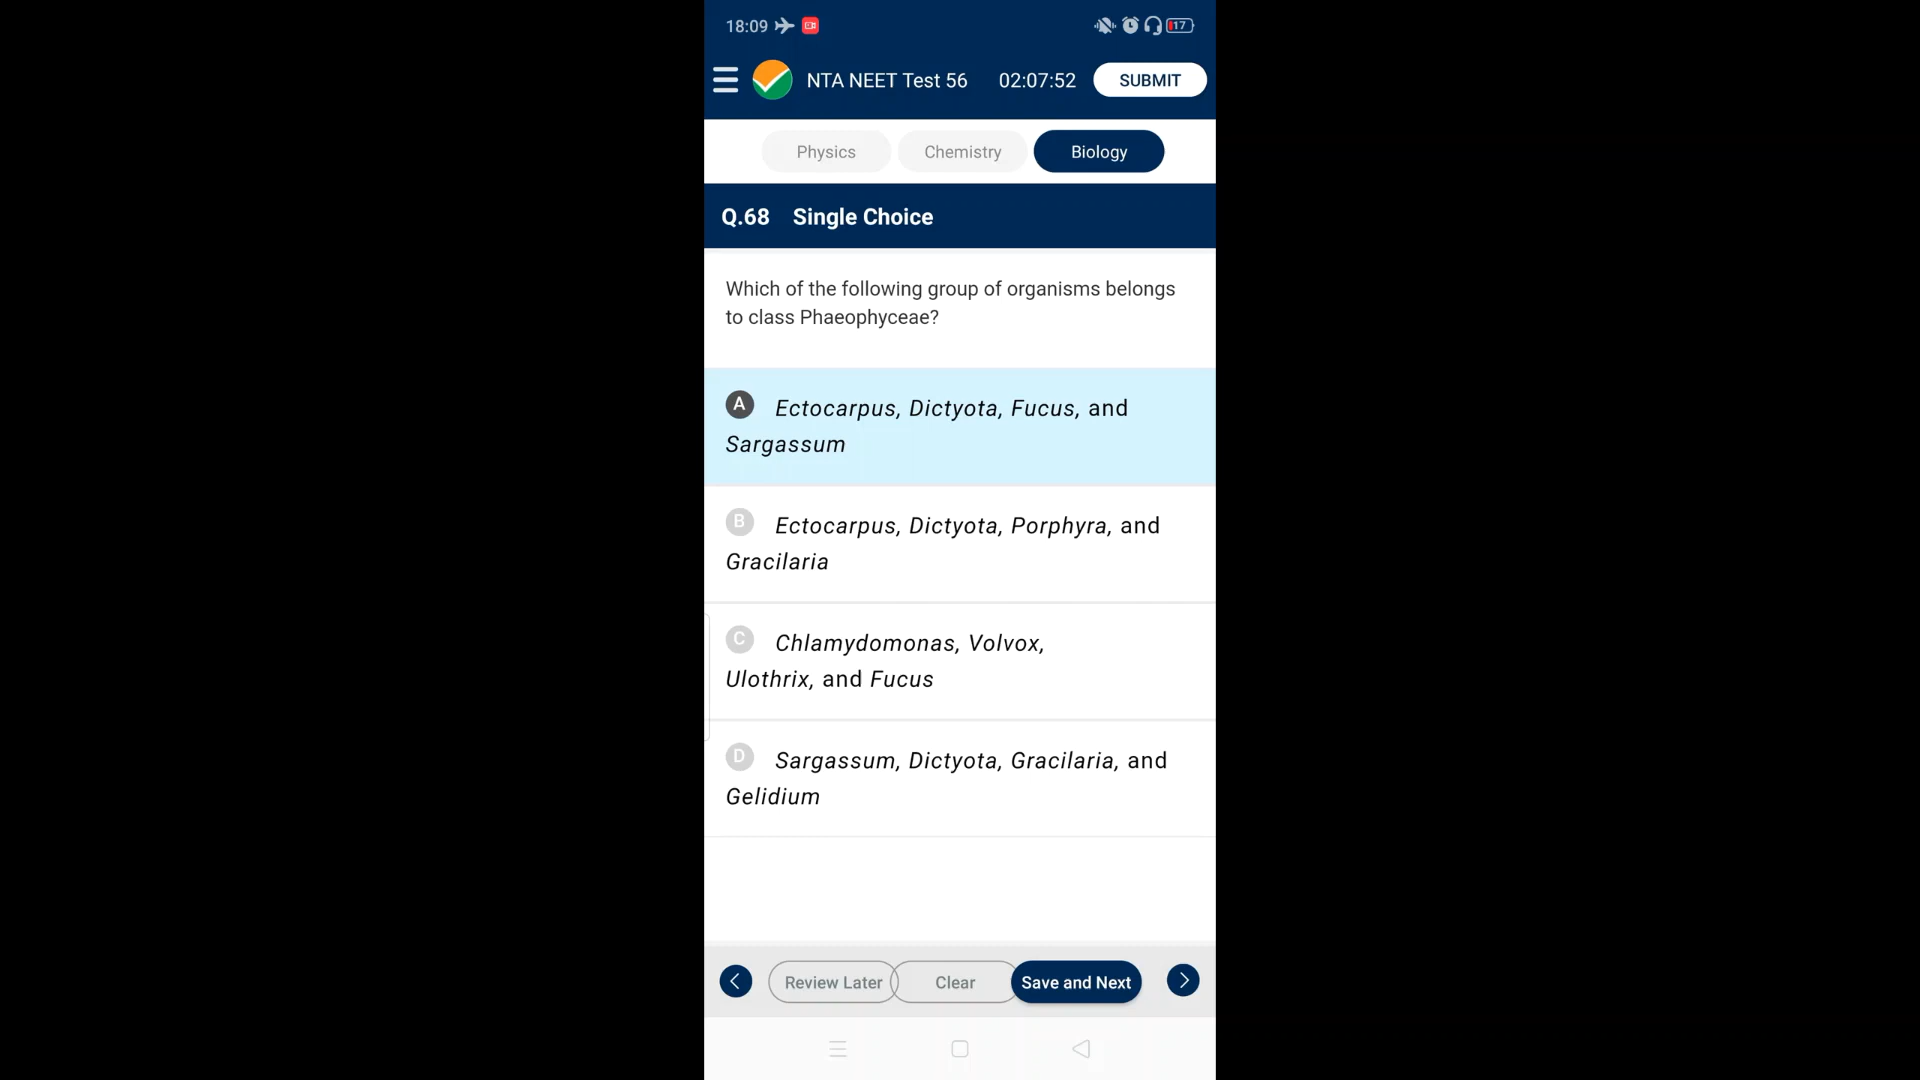 18:09
17
NTA NEET Test 56 02:07:52 SUBMIT
Physics Chemistry Biology
Q.68 Single Choice
Which of the following group of organisms belongs
to class Phaeophyceae?
A Ectocarpus, Dictyota, Fucus, and
Sargassum
B Ectocarpus, Dictyota, Porphyra, and
Gracilaria
C Chlamydomonas, Volvox,
Ulothrix, and Fucus
D Sargassum, Dictyota, Gracilaria, and
Gelidium
Review Later Clear Save and Next